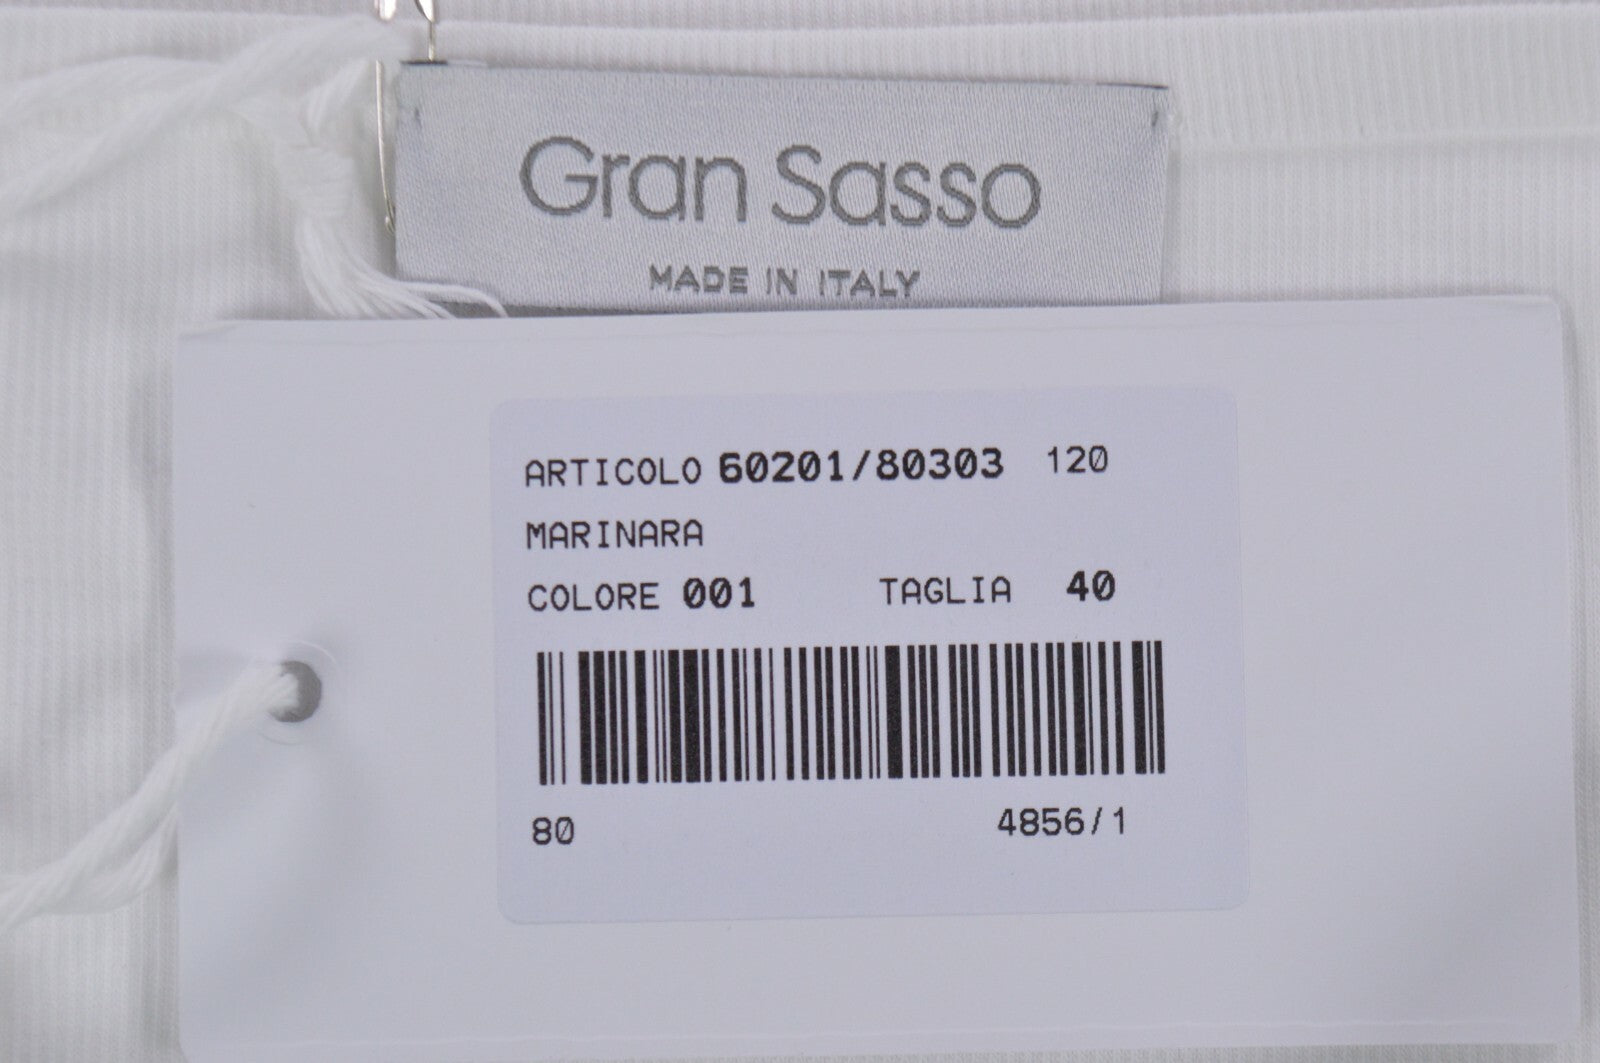 Gran Sasso
MADE IN ITALY
ARTICOLO 60201/80303 120
MARINARA
COLORE 001 TAGLIA 40
80 4856/1